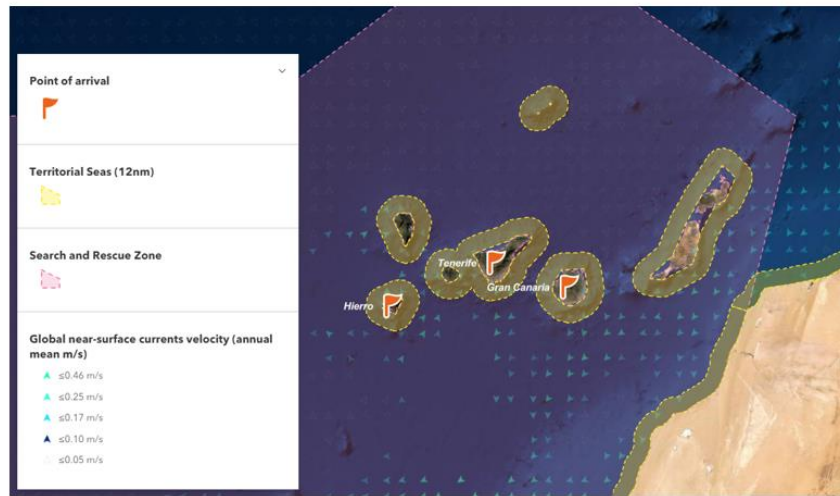 Point of arrival
Territorial Seas (12nm)
Search and Rescue Zone
Global near-surface currents velocity (annual
mean m/s)
≤0.46 m/s
≤0.25 m/s
≤0.17 m/s
≤0.10 m/s
≤0.05 m/s
Tenerife
Gran Canaria
Hierro